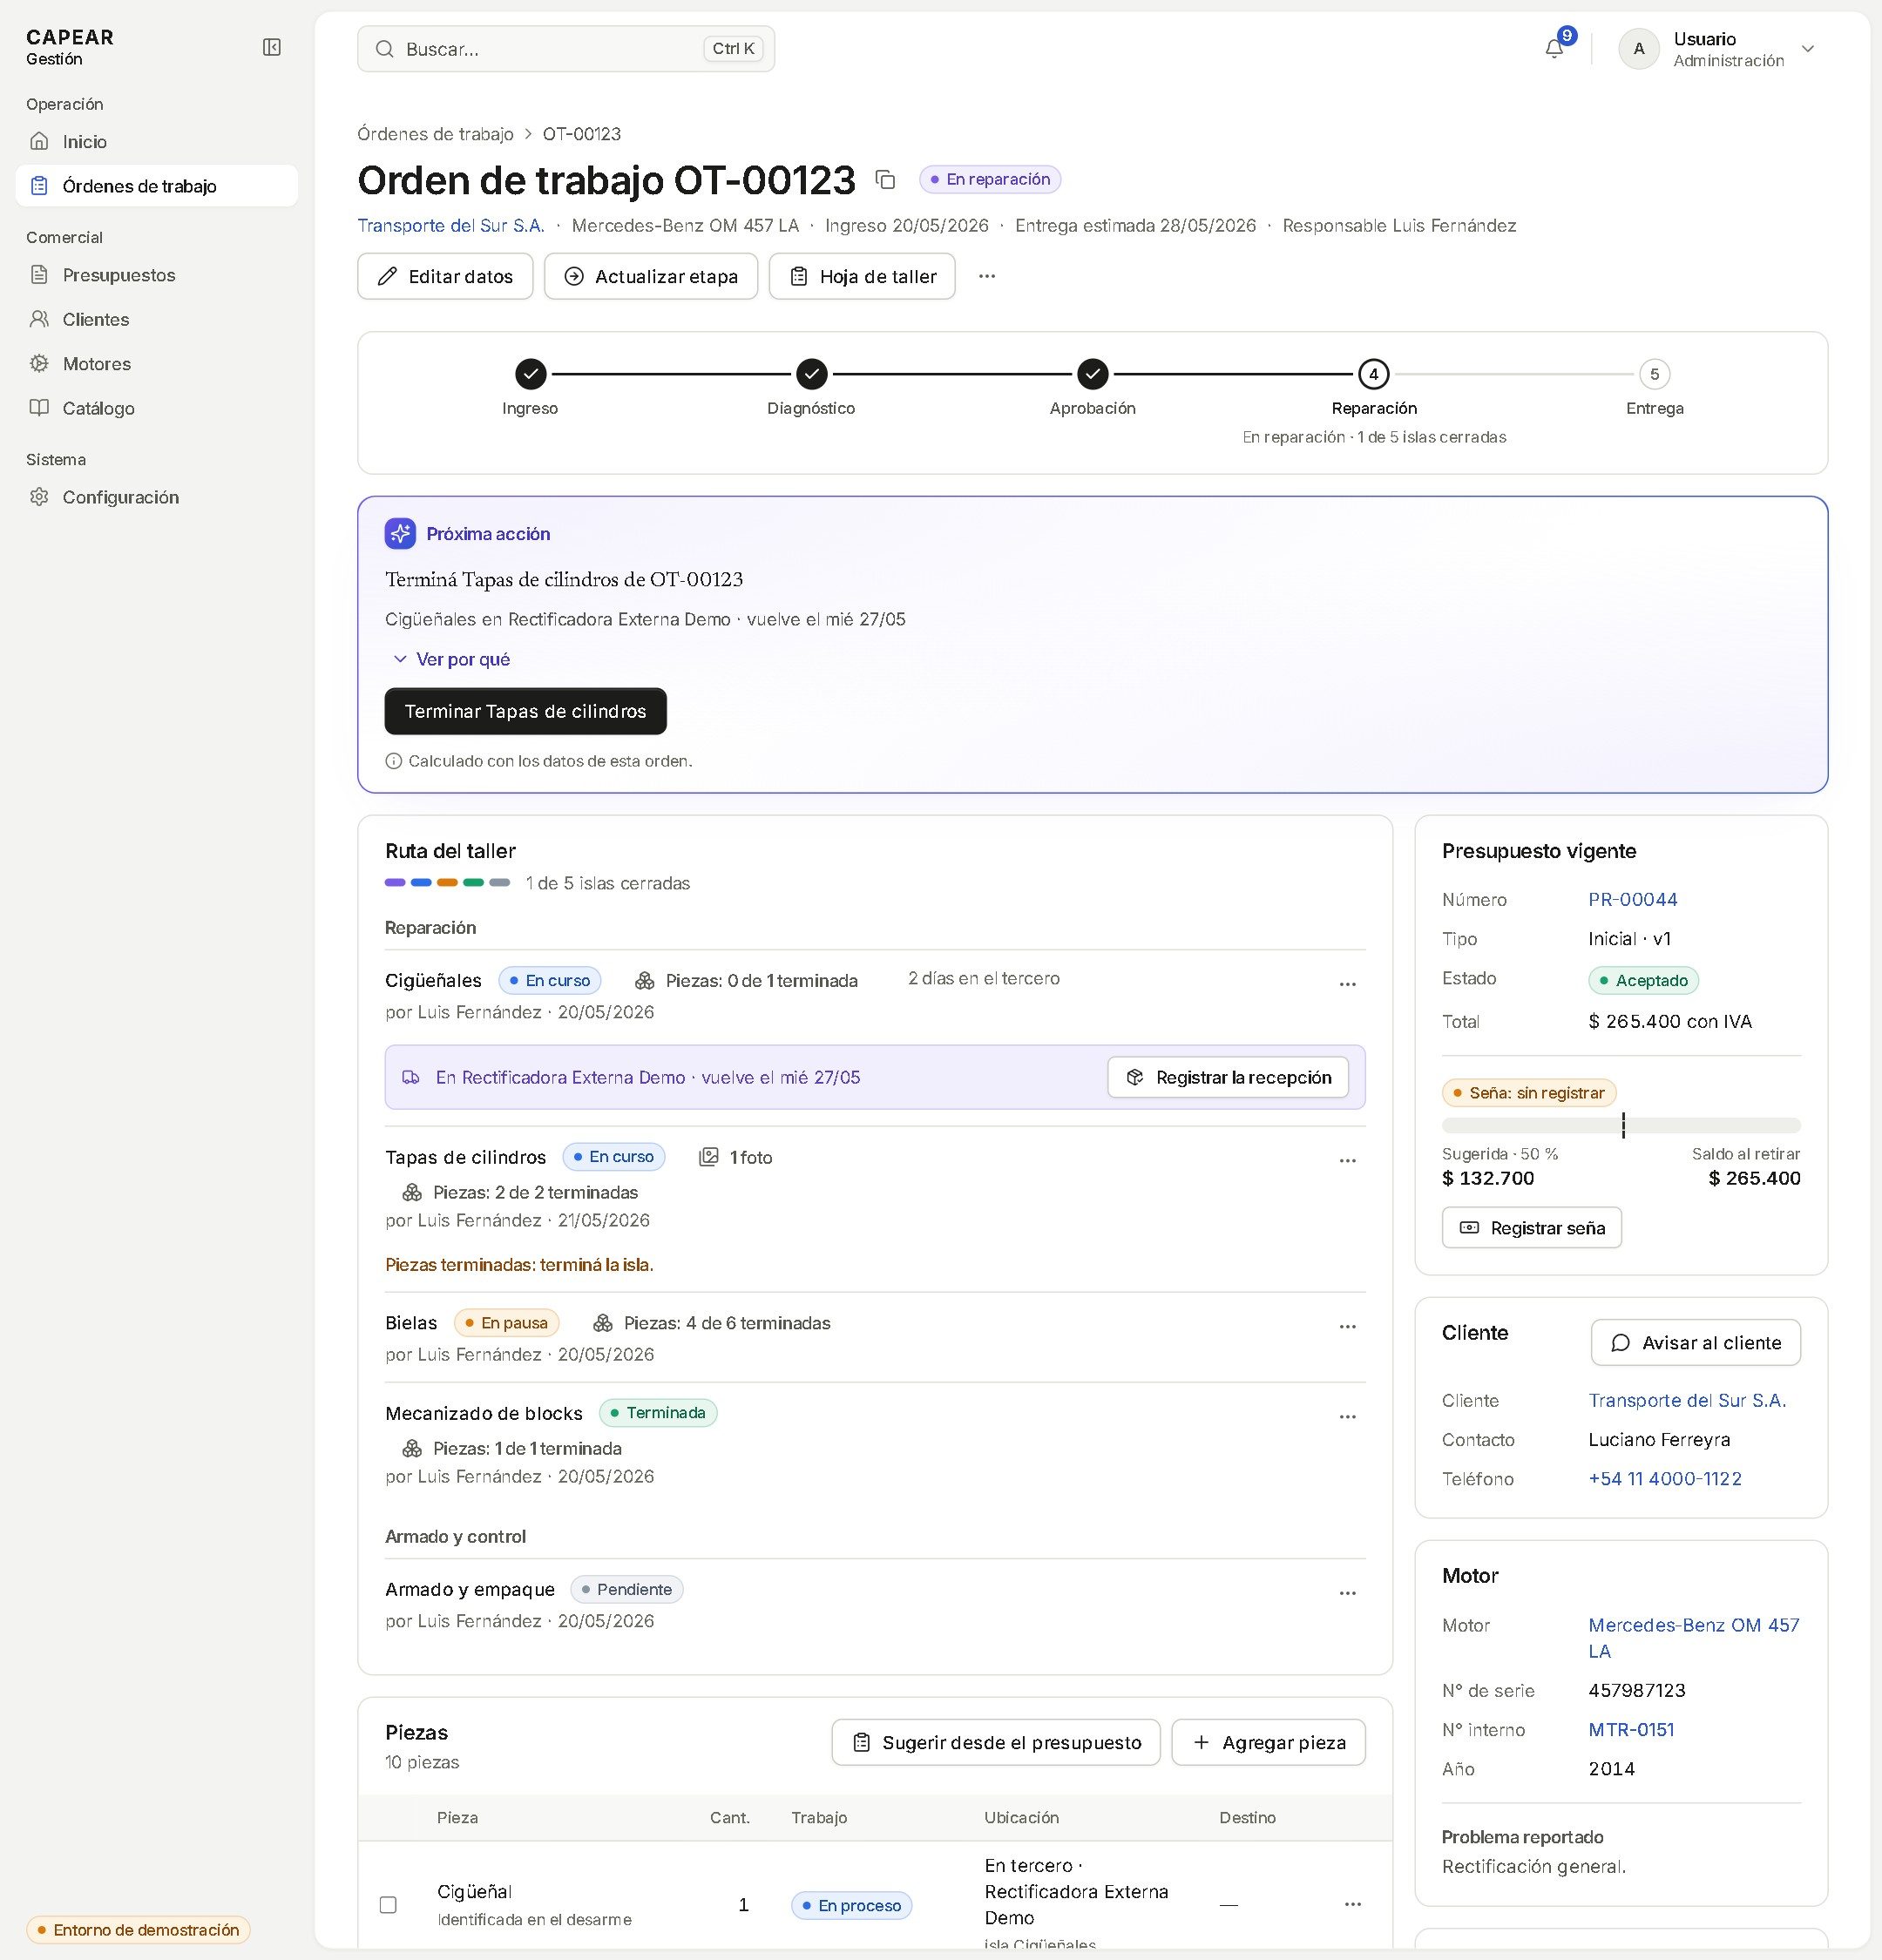 CAPEAR
Gestión
Operación
Inicio
Órdenes de trabajo
Comercial
Presupuestos
Clientes
Motores
Catálogo
Sistema
Configuración
Entorno de demostración
Buscar...
Ctrl K
9
A
Usuario
Administración
Órdenes de trabajo > OT-00123
Orden de trabajo OT-00123
En reparación
Transporte del Sur S.A. · Mercedes-Benz OM 457 LA · Ingreso 20/05/2026 · Entrega estimada 28/05/2026 · Responsable Luis Fernández
Editar datos
Actualizar etapa
Hoja de taller
Ingreso
Diagnóstico
Aprobación
4
Reparación
En reparación · 1 de 5 islas cerradas
5
Entrega
Próxima acción
Terminá Tapas de cilindros de OT-00123
Cigüeñales en Rectificadora Externa Demo · vuelve el mié 27/05
Ver por qué
Terminar Tapas de cilindros
Calculado con los datos de esta orden.
Ruta del taller
1 de 5 islas cerradas
Reparación
Cigüeñales En curso Piezas: 0 de 1 terminada 2 días en el tercero
por Luis Fernández · 20/05/2026
En Rectificadora Externa Demo · vuelve el mié 27/05
Registrar la recepción
Tapas de cilindros En curso 1 foto
Piezas: 2 de 2 terminadas
por Luis Fernández · 21/05/2026
Piezas terminadas: terminá la isla.
Bielas En pausa Piezas: 4 de 6 terminadas
por Luis Fernández · 20/05/2026
Mecanizado de blocks Terminada
Piezas: 1 de 1 terminada
por Luis Fernández · 20/05/2026
Armado y control
Armado y empaque Pendiente
por Luis Fernández · 20/05/2026
Piezas
10 piezas
Sugerir desde el presupuesto
Agregar pieza
Pieza Cant. Trabajo Ubicación Destino
Cigüeñal
Identificada en el desarme
1
En proceso
En tercero ·
Rectificadora Externa
Demo
isla Cigüeñales
—
Presupuesto vigente
Número PR-00044
Tipo Inicial · v1
Estado Aceptado
Total $ 265.400 con IVA
Seña: sin registrar
Sugerida · 50 % Saldo al retirar
$ 132.700 $ 265.400
Registrar seña
Cliente
Avisar al cliente
Cliente Transporte del Sur S.A.
Contacto Luciano Ferreyra
Teléfono +54 11 4000-1122
Motor
Motor Mercedes-Benz OM 457
LA
N° de serie 457987123
N° interno MTR-0151
Año 2014
Problema reportado
Rectificación general.